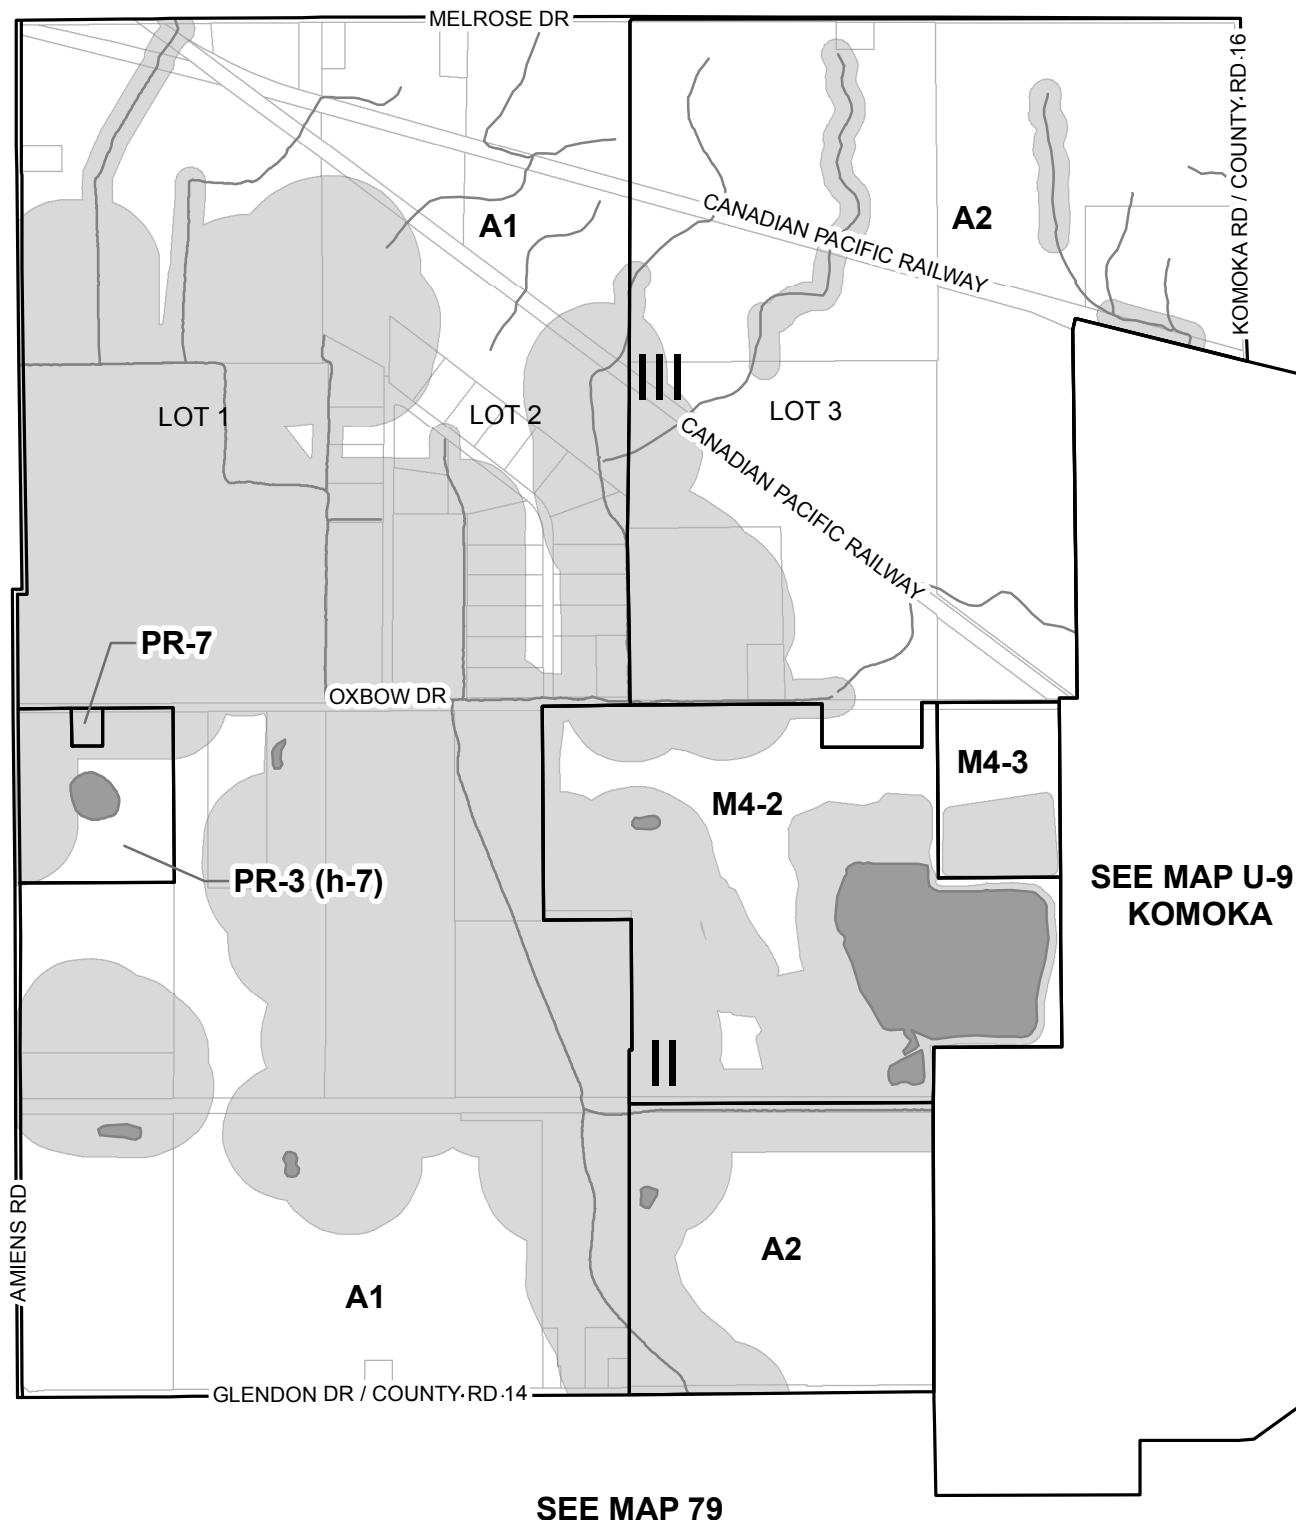 MELROSE DR
KOMOKA RD / COUNTY RD 16
CANADIAN PACIFIC RAILWAY
A1
A2
III
LOT 1
LOT 2
LOT 3
CANADIAN PACIFIC RAILWAY
PR-7
OXBOW DR
M4-3
M4-2
PR-3 (h-7)
SEE MAP U-9
KOMOKA
II
AMIENS RD
A2
A1
GLENDON DR / COUNTY RD 14
SEE MAP 79